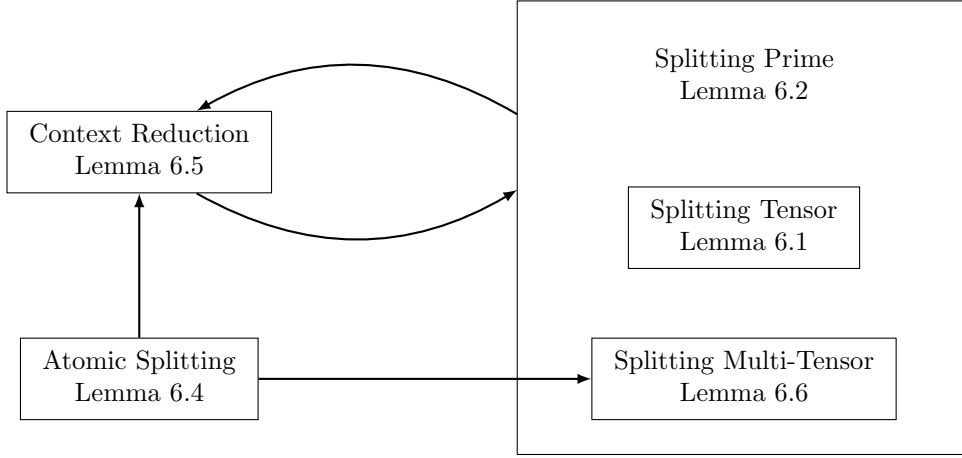 Splitting Prime
Lemma 6.2
Context Reduction
Lemma 6.5
Splitting Tensor
Lemma 6.1
Atomic Splitting
Lemma 6.4
Splitting Multi-Tensor
Lemma 6.6